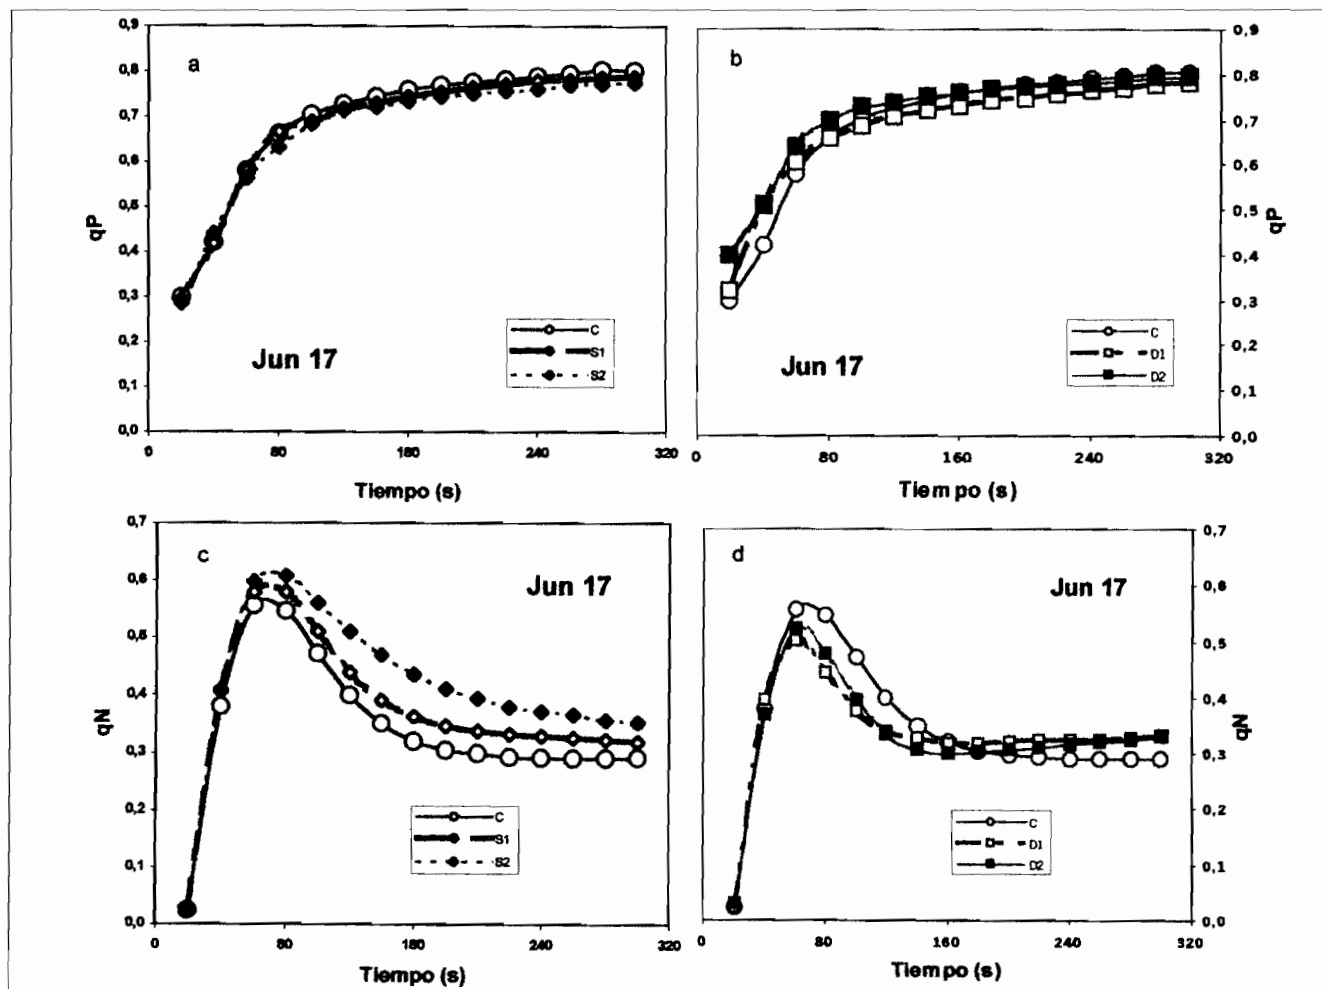 a
qP
0,9
0,8
0,7
0,6
0,5
0,4
0,3
0,2
0,1
0,0
Jun 17
C
S1
S2
0 80 180 240 320
Tiempo (s)
b
qP
0,9
0,8
0,7
0,6
0,5
0,4
0,3
0,2
0,1
0,0
Jun 17
C
D1
D2
0 80 160 240 320
Tiempo (s)
c
qN
0,7
0,6
0,5
0,4
0,3
0,2
0,1
0,0
Jun 17
C
S1
S2
0 80 180 240 320
Tiempo (s)
d
qN
0,7
0,6
0,5
0,4
0,3
0,2
0,1
0,0
Jun 17
C
D1
D2
0 80 160 240 320
Tiempo (s)